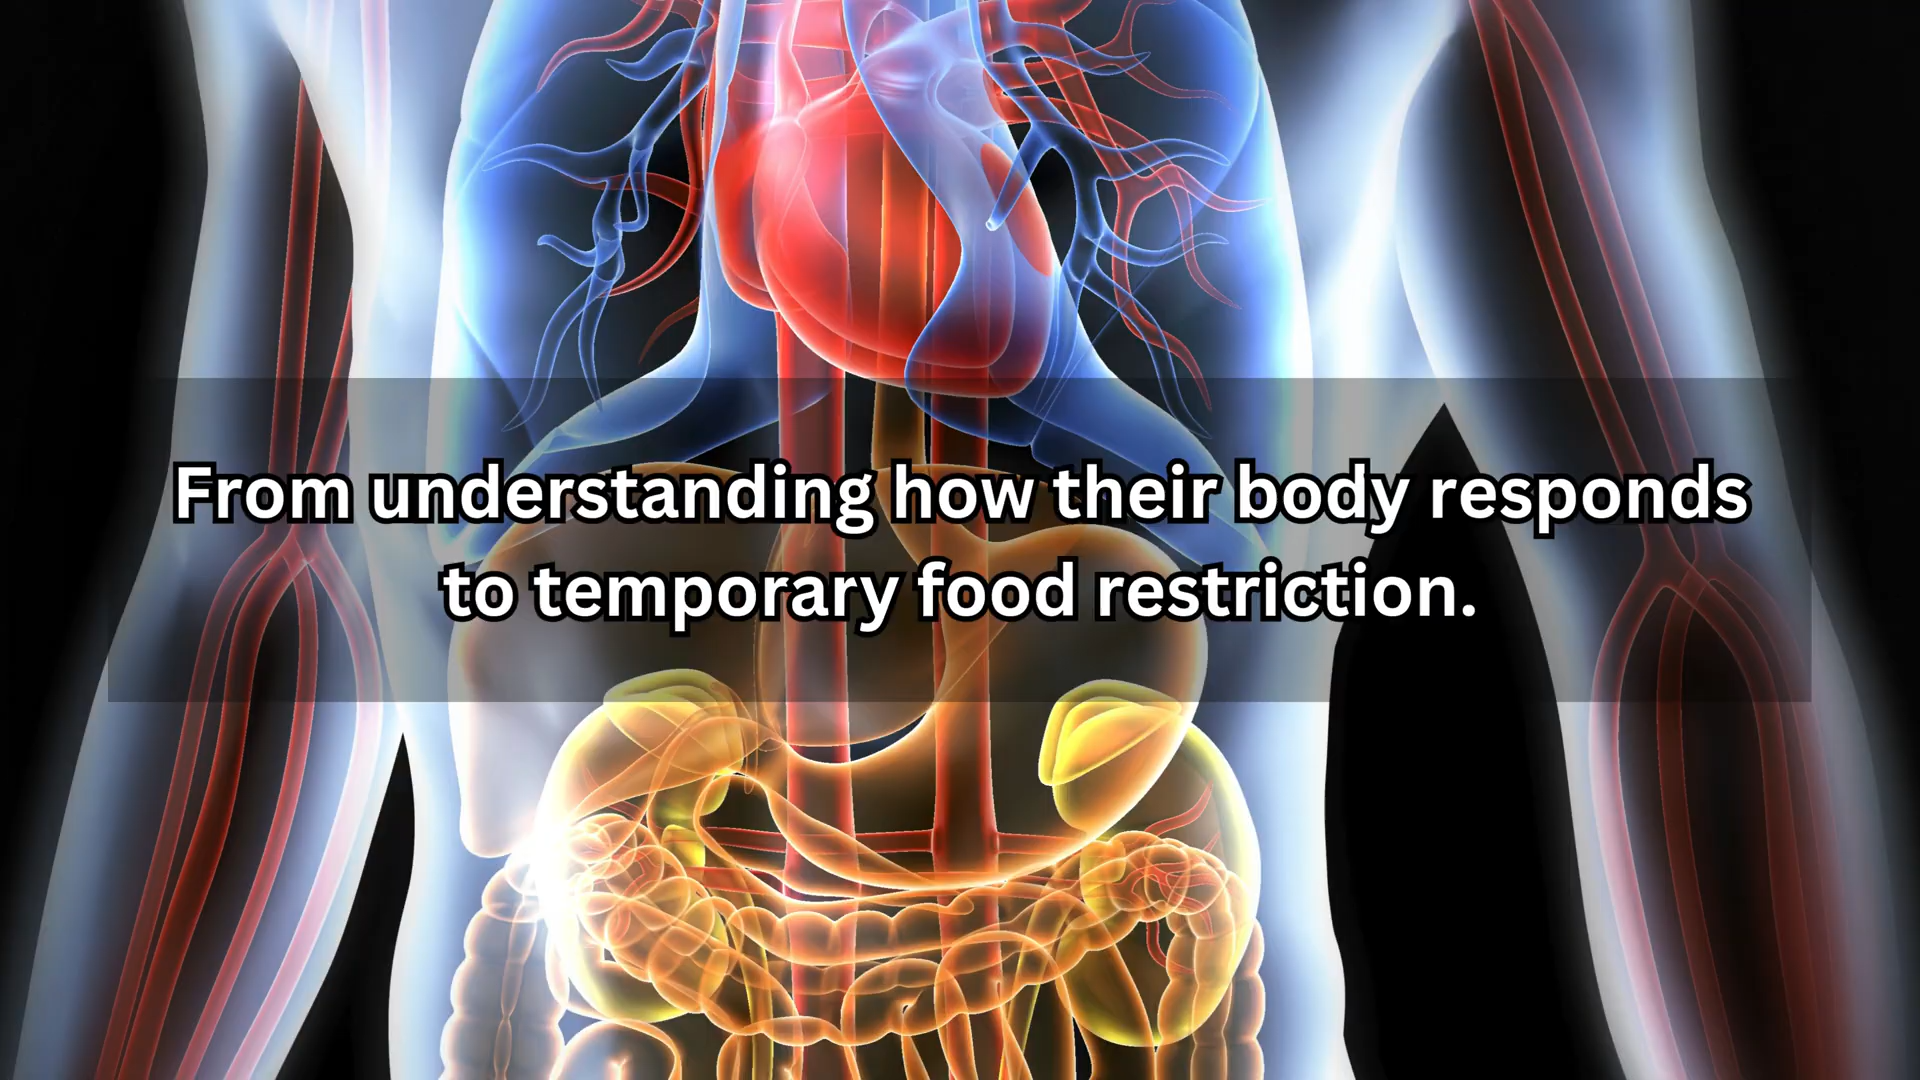 From understanding how their body responds
to temporary food restriction.